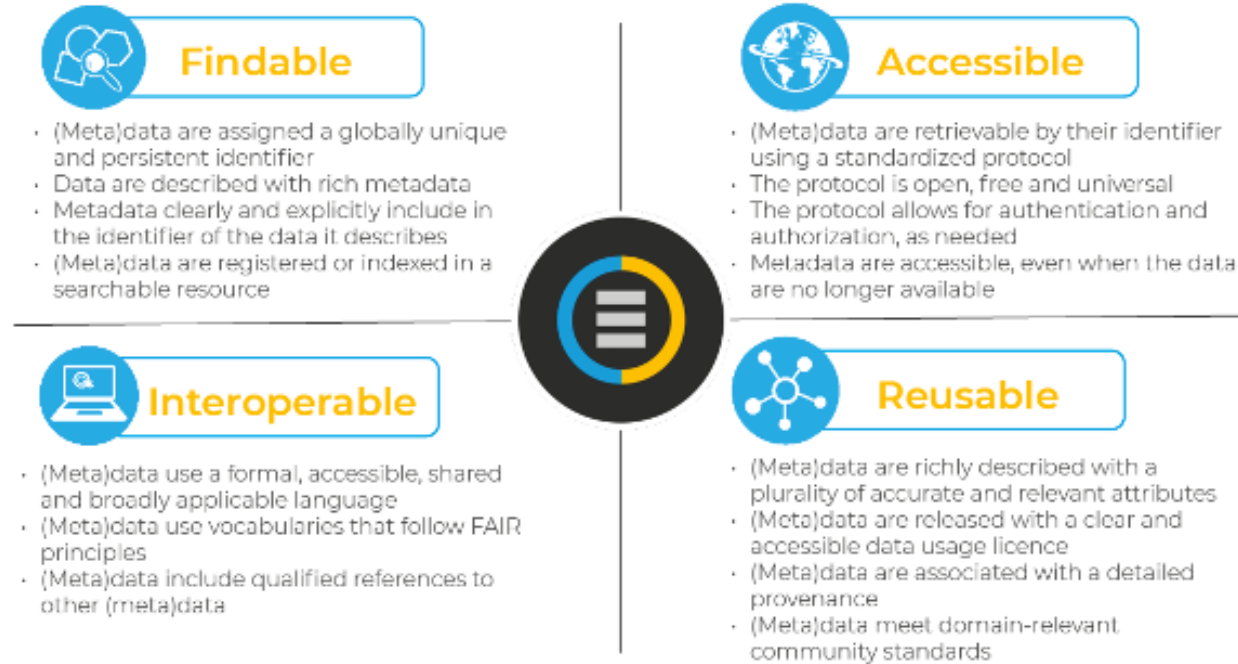 Findable
· (Meta)data are assigned a globally unique
and persistent identifier
· Data are described with rich metadata
· Metadata clearly and explicitly include in
the identifier of the data it describes
· (Meta)data are registered or indexed in a
searchable resource
Accessible
· (Meta)data are retrievable by their identifier
using a standardized protocol
· The protocol is open, free and universal
· The protocol allows for authentication and
authorization, as needed
· Metadata are accessible, even when the data
are no longer available
Interoperable
· (Meta)data use a formal, accessible, shared
and broadly applicable language
· (Meta)data use vocabularies that follow FAIR
principles
· (Meta)data include qualified references to
other (meta)data
Reusable
· (Meta)data are richly described with a
plurality of accurate and relevant attributes
· (Meta)data are released with a clear and
accessible data usage licence
· (Meta)data are associated with a detailed
provenance
· (Meta)data meet domain-relevant
community standards